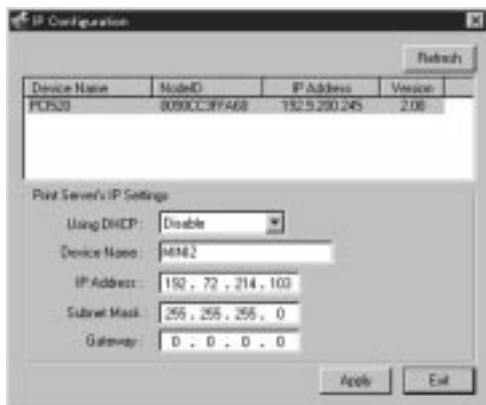 IP Configuration
Refresh
Device Name NodeID IP Address Version
192.9.200.245 2.08
Print Server's IP Settings
Using DHCP: Disable
Device Name: MINI2
IP Address: 192 . 72 . 214 . 103
Subnet Mask: 255 . 255 . 255 . 0
Gateway: 0 . 0 . 0 . 0
Apply Exit